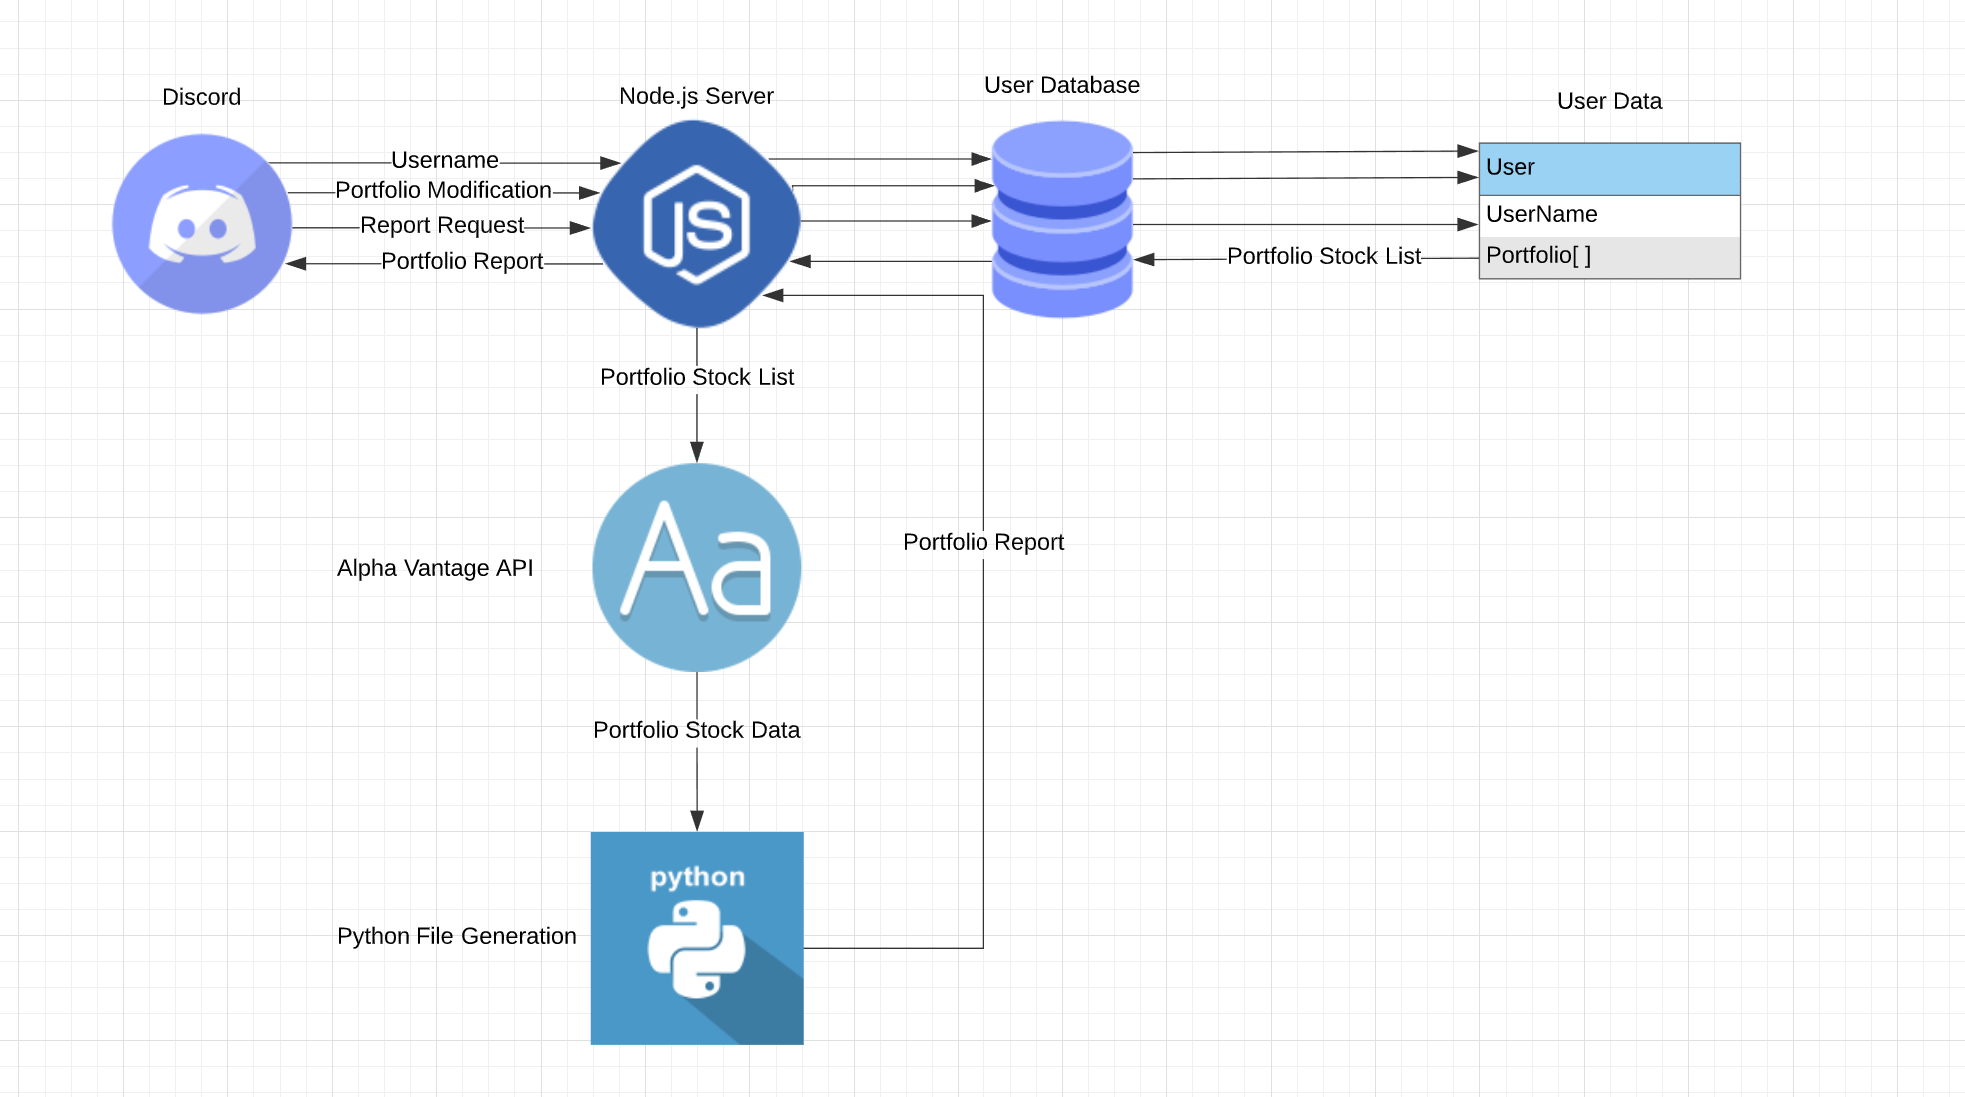 Discord
Node.js Server
User Database
User Data
Username
Portfolio Modification
Report Request
Portfolio Report
JS
User
UserName
Portfolio[ ]
Portfolio Stock List
Portfolio Stock List
Alpha Vantage API
Aa
Portfolio Report
Portfolio Stock Data
python
Python File Generation